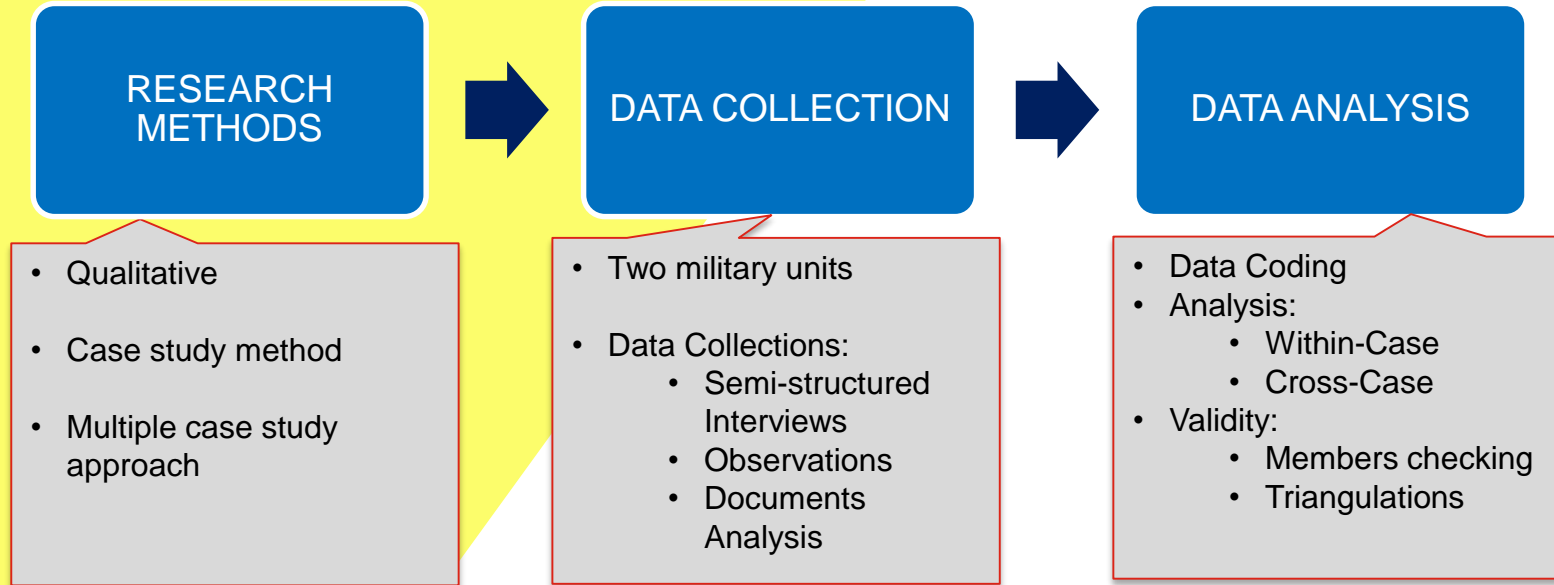 RESEARCH
METHODS
DATA COLLECTION
DATA ANALYSIS
• Qualitative
• Case study method
• Multiple case study
approach
• Two military units
• Data Collections:
• Semi-structured
Interviews
• Observations
• Documents
Analysis
• Data Coding
• Analysis:
• Within-Case
• Cross-Case
• Validity:
• Members checking
• Triangulations